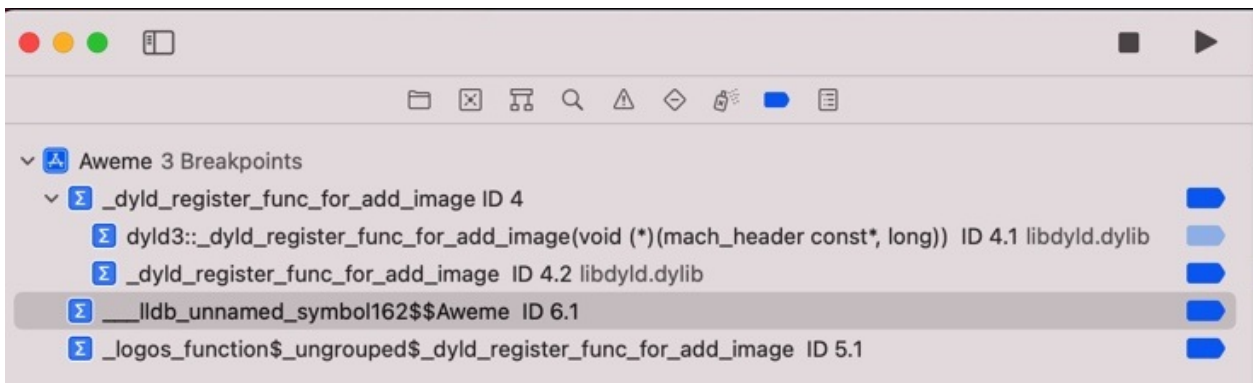 Aweme 3 Breakpoints
_dyld_register_func_for_add_image ID 4
dyld3::_dyld_register_func_for_add_image(void (*)(mach_header const*, long)) ID 4.1 libdyld.dylib
_dyld_register_func_for_add_image ID 4.2 libdyld.dylib
___lldb_unnamed_symbol162$$Aweme ID 6.1
_logos_function$_ungrouped$_dyld_register_func_for_add_image ID 5.1